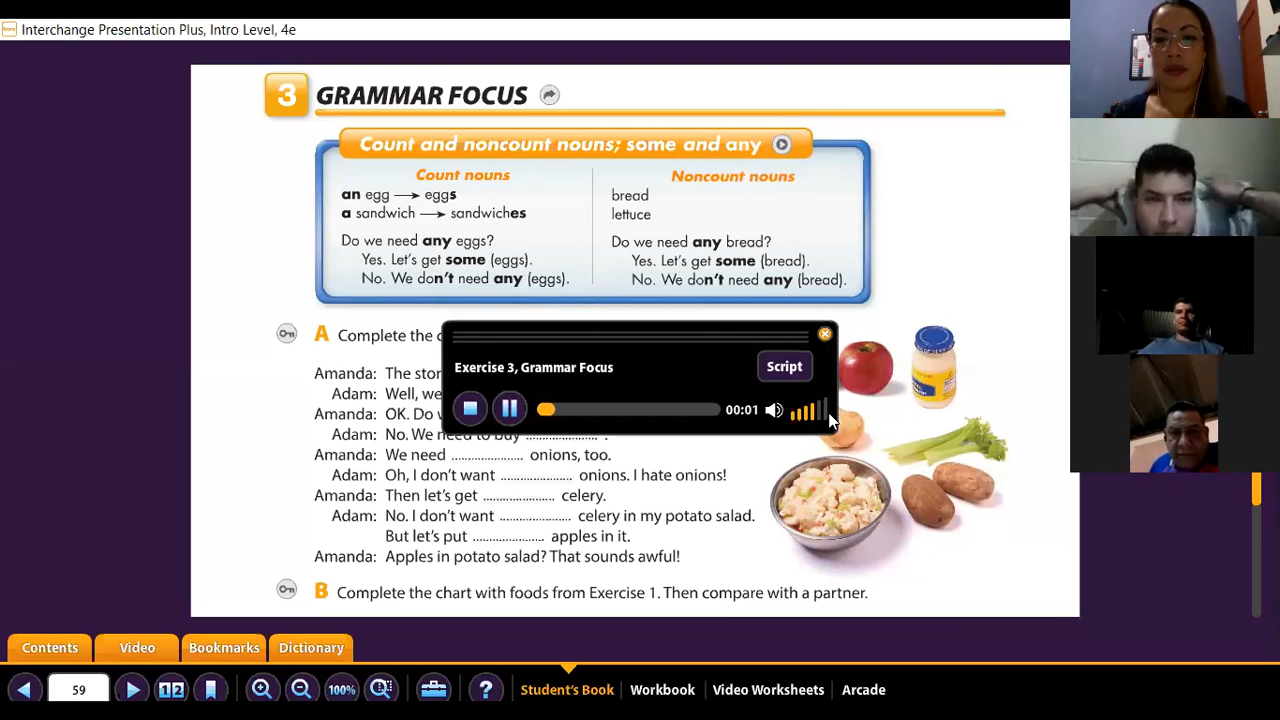 Interchange Presentation Plus, Intro Level, 4e
3 GRAMMAR FOCUS
Count and noncount nouns; some and any
Count nouns
an egg → eggs
a sandwich → sandwiches
Do we need any eggs?
Yes. Let's get some (eggs).
No. We don't need any (eggs).
Noncount nouns
bread
lettuce
Do we need any bread?
Yes. Let's get some (bread).
No. We don't need any (bread).
A Complete the c
Exercise 3, Grammar Focus
Script
00:01
Amanda: The stor
Adam: Well, we
Amanda: OK. Do w
Adam: No. We need to buy .................... .
Amanda: We need .................... onions, too.
Adam: Oh, I don't want .................... onions. I hate onions!
Amanda: Then let's get .................... celery.
Adam: No. I don't want .................... celery in my potato salad.
But let's put .................... apples in it.
Amanda: Apples in potato salad? That sounds awful!
B Complete the chart with foods from Exercise 1. Then compare with a partner.
Contents Video Bookmarks Dictionary
59 1 2 100% ? Student's Book Workbook Video Worksheets Arcade